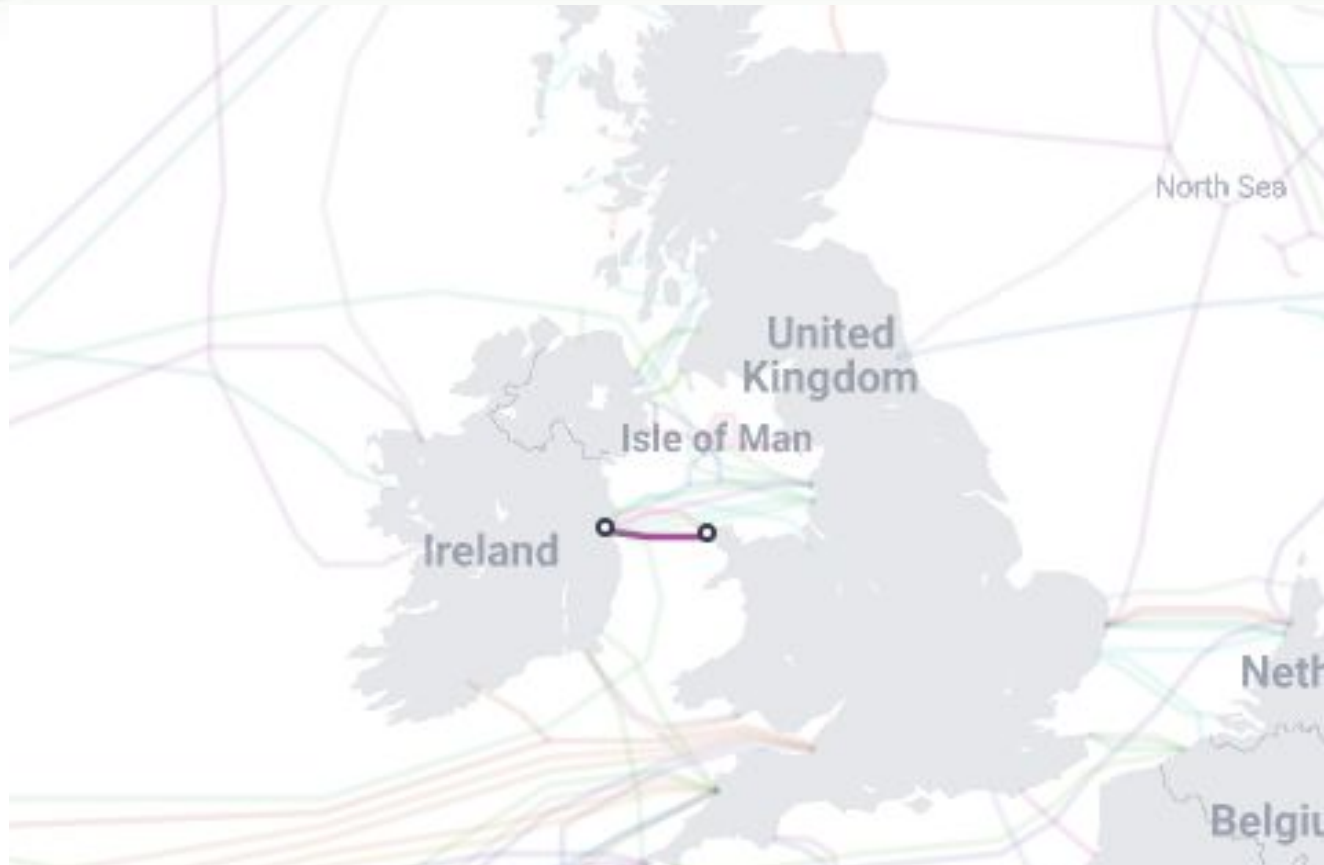 North Sea
United
Kingdom
Isle of Man
Ireland
Neth
Belgiu